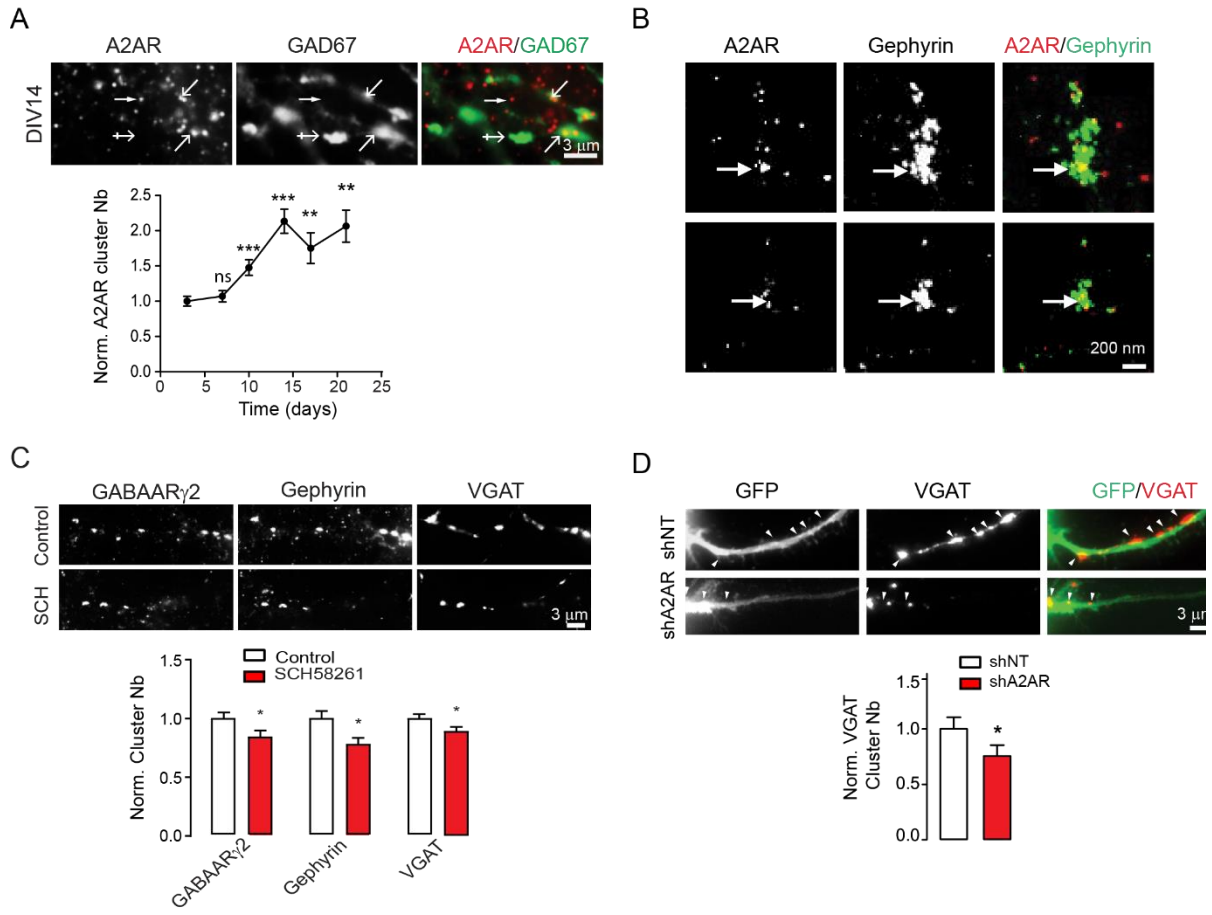 A
A2AR GAD67 A2AR/GAD67
DIV14
3 μm
Norm. A2AR cluster Nb
2.5
2.0
1.5
1.0
0.5
0.0
ns
***
***
**
**
0 5 10 15 20 25
Time (days)
B
A2AR Gephyrin A2AR/Gephyrin
200 nm
C
GABAARγ2 Gephyrin VGAT
Control
SCH
3 μm
Control
SCH58261
Norm. Cluster Nb
1.5
1.0
0.5
0.0
* * *
GABAARγ2 Gephyrin VGAT
D
GFP VGAT GFP/VGAT
shNT
shA2AR
3 μm
shNT
shA2AR
Norm. VGAT
Cluster Nb
1.5
1.0
0.5
0.0
*